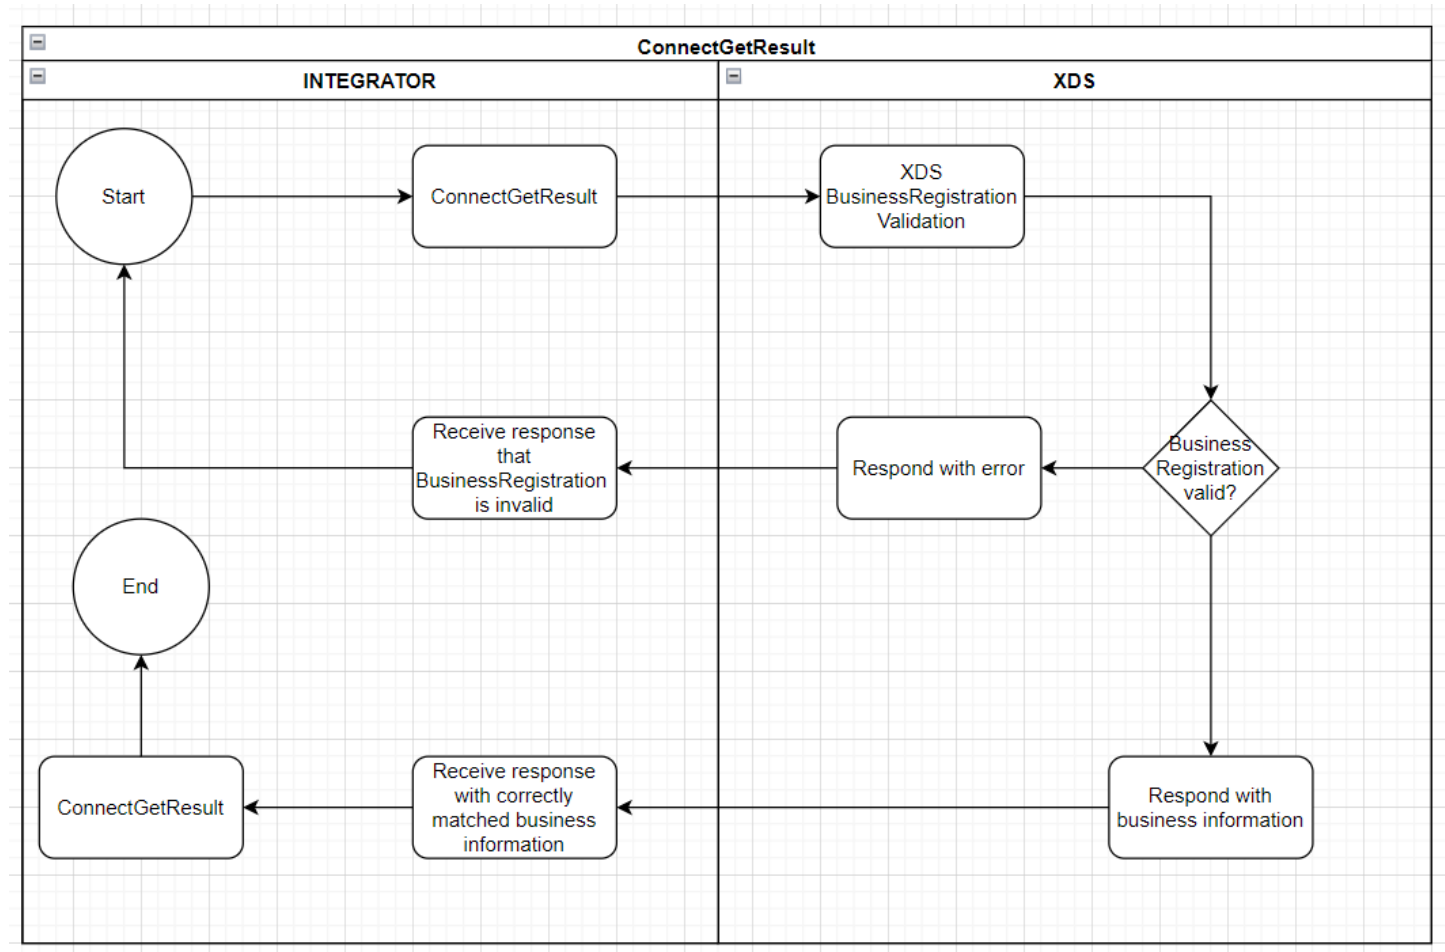 ConnectGetResult
INTEGRATOR
XDS
Start
ConnectGetResult
XDS
BusinessRegistration
Validation
Receive response
that
BusinessRegistration
is invalid
Respond with error
Business
Registration
valid?
End
ConnectGetResult
Receive response
with correctly
matched business
information
Respond with
business information